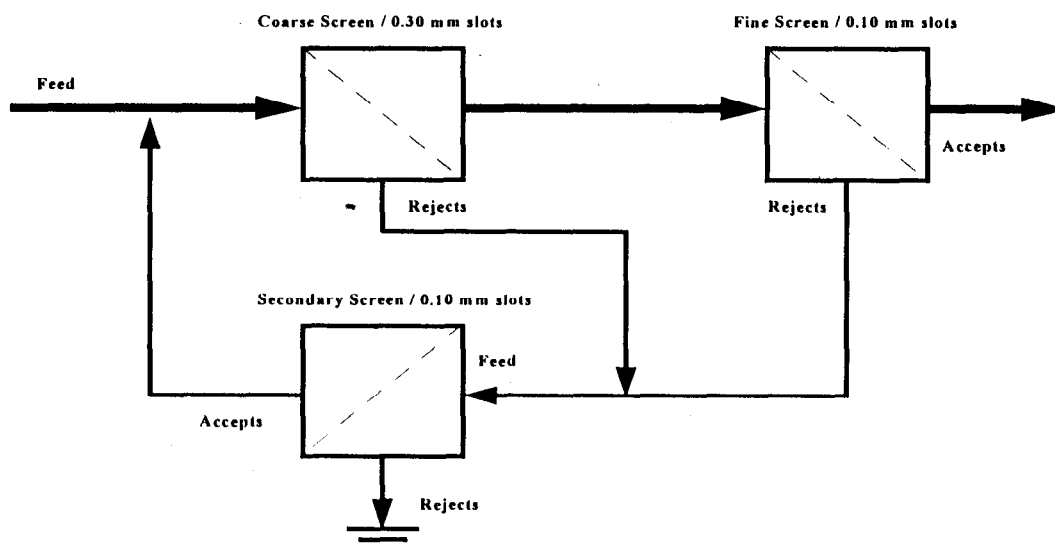 Coarse Screen / 0.30 mm slots
Fine Screen / 0.10 mm slots
Feed
Accepts
Rejects
Rejects
Secondary Screen / 0.10 mm slots
Feed
Accepts
Rejects